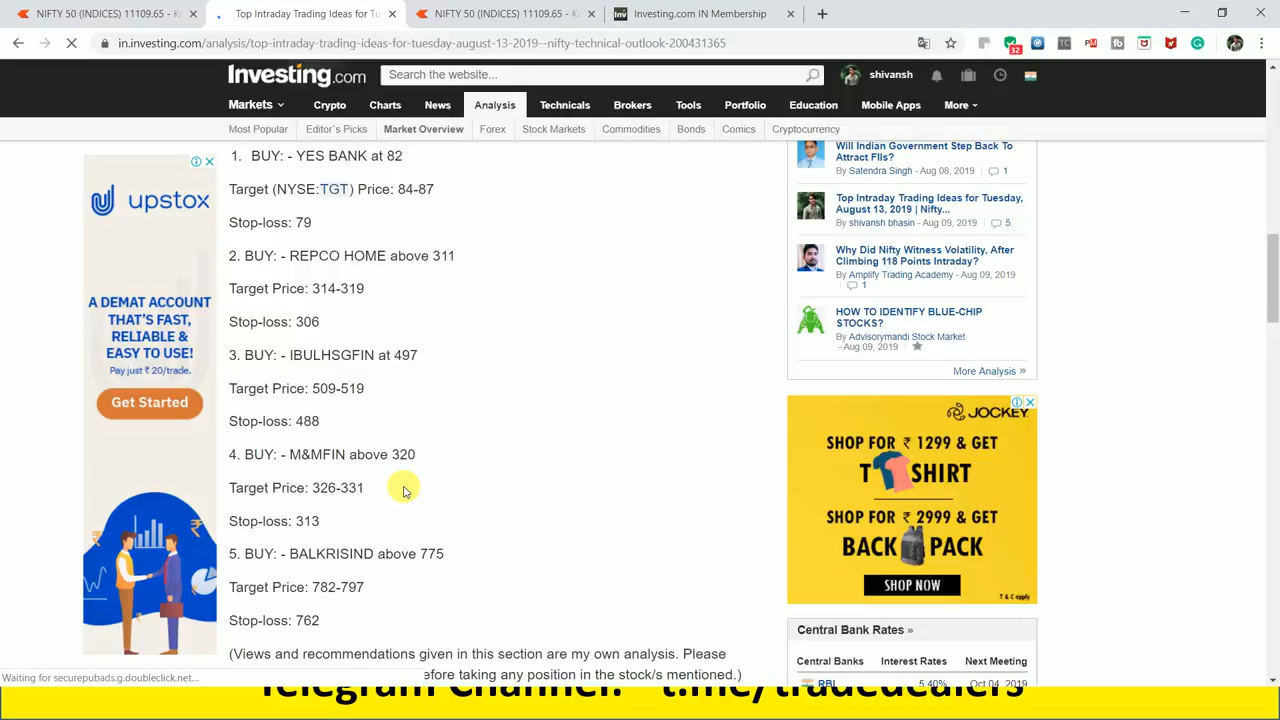 NIFTY 50 (INDICES) 11109.65 - K
Top Intraday Trading Ideas for Tu
NIFTY 50 (INDICES) 11109.65 - K
Investing.com IN Membership
in.investing.com/analysis/top-intraday-trading-ideas-for-tuesday-august-13-2019--nifty-technical-outlook-200431365
32
Investing.com
Search the website...
shivansh
Markets
Crypto
Charts
News
Analysis
Technicals
Brokers
Tools
Portfolio
Education
Mobile Apps
More
Most Popular
Editor's Picks
Market Overview
Forex
Stock Markets
Commodities
Bonds
Comics
Cryptocurrency
upstox
A DEMAT ACCOUNT
THAT'S FAST,
RELIABLE &
EASY TO USE!
Pay just ₹ 20/trade.
Get Started
1. BUY: - YES BANK at 82
Target (NYSE:TGT) Price: 84-87
Stop-loss: 79
2. BUY: - REPCO HOME above 311
Target Price: 314-319
Stop-loss: 306
3. BUY: - IBULHSGFIN at 497
Target Price: 509-519
Stop-loss: 488
4. BUY: - M&MFIN above 320
Target Price: 326-331
Stop-loss: 313
5. BUY: - BALKRISIND above 775
Target Price: 782-797
Stop-loss: 762
(Views and recommendations given in this section are my own analysis. Please
efore taking any position in the stock/s mentioned.)
Will Indian Government Step Back To
Attract FIIs?
By Satendra Singh - Aug 08, 2019 1
Top Intraday Trading Ideas for Tuesday,
August 13, 2019 | Nifty...
By shivansh bhasin - Aug 09, 2019 5
Why Did Nifty Witness Volatility, After
Climbing 118 Points Intraday?
By Amplify Trading Academy - Aug 09, 2019
1
HOW TO IDENTIFY BLUE-CHIP
STOCKS?
By Advisorymandi Stock Market
- Aug 09, 2019
More Analysis »
JOCKEY
SHOP FOR ₹ 1299 & GET
T SHIRT
SHOP FOR ₹ 2999 & GET
BACK PACK
SHOP NOW
T & C apply
Central Bank Rates »
Central Banks
Interest Rates
Next Meeting
RBI
5.40%
Oct 04, 2019
Waiting for securepubads.g.doubleclick.net...
Telegram Channel: - t.me/tradedealers